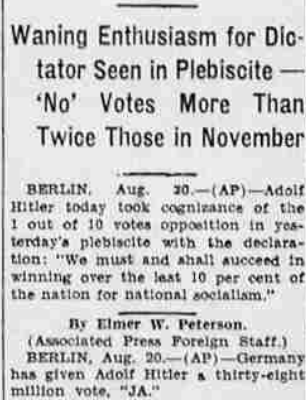 Waning Enthusiasm for Dic-
tator Seen in Plebiscite —
‘No’ Votes More Than
Twice Those in November
BERLIN, Aug. 20.—(AP)—Adolf
Hitler today took cognizance of the
1 out of 10 votes opposition in yes-
terday's plebiscite with the declara-
tion: "We must and shall succeed in
winning over the last 10 per cent of
the nation for national socialism."
By Elmer W. Peterson.
(Associated Press Foreign Staff.)
BERLIN, Aug. 20.—(AP)—Germany
has given Adolf Hitler a thirty-eight
million vote, "JA."